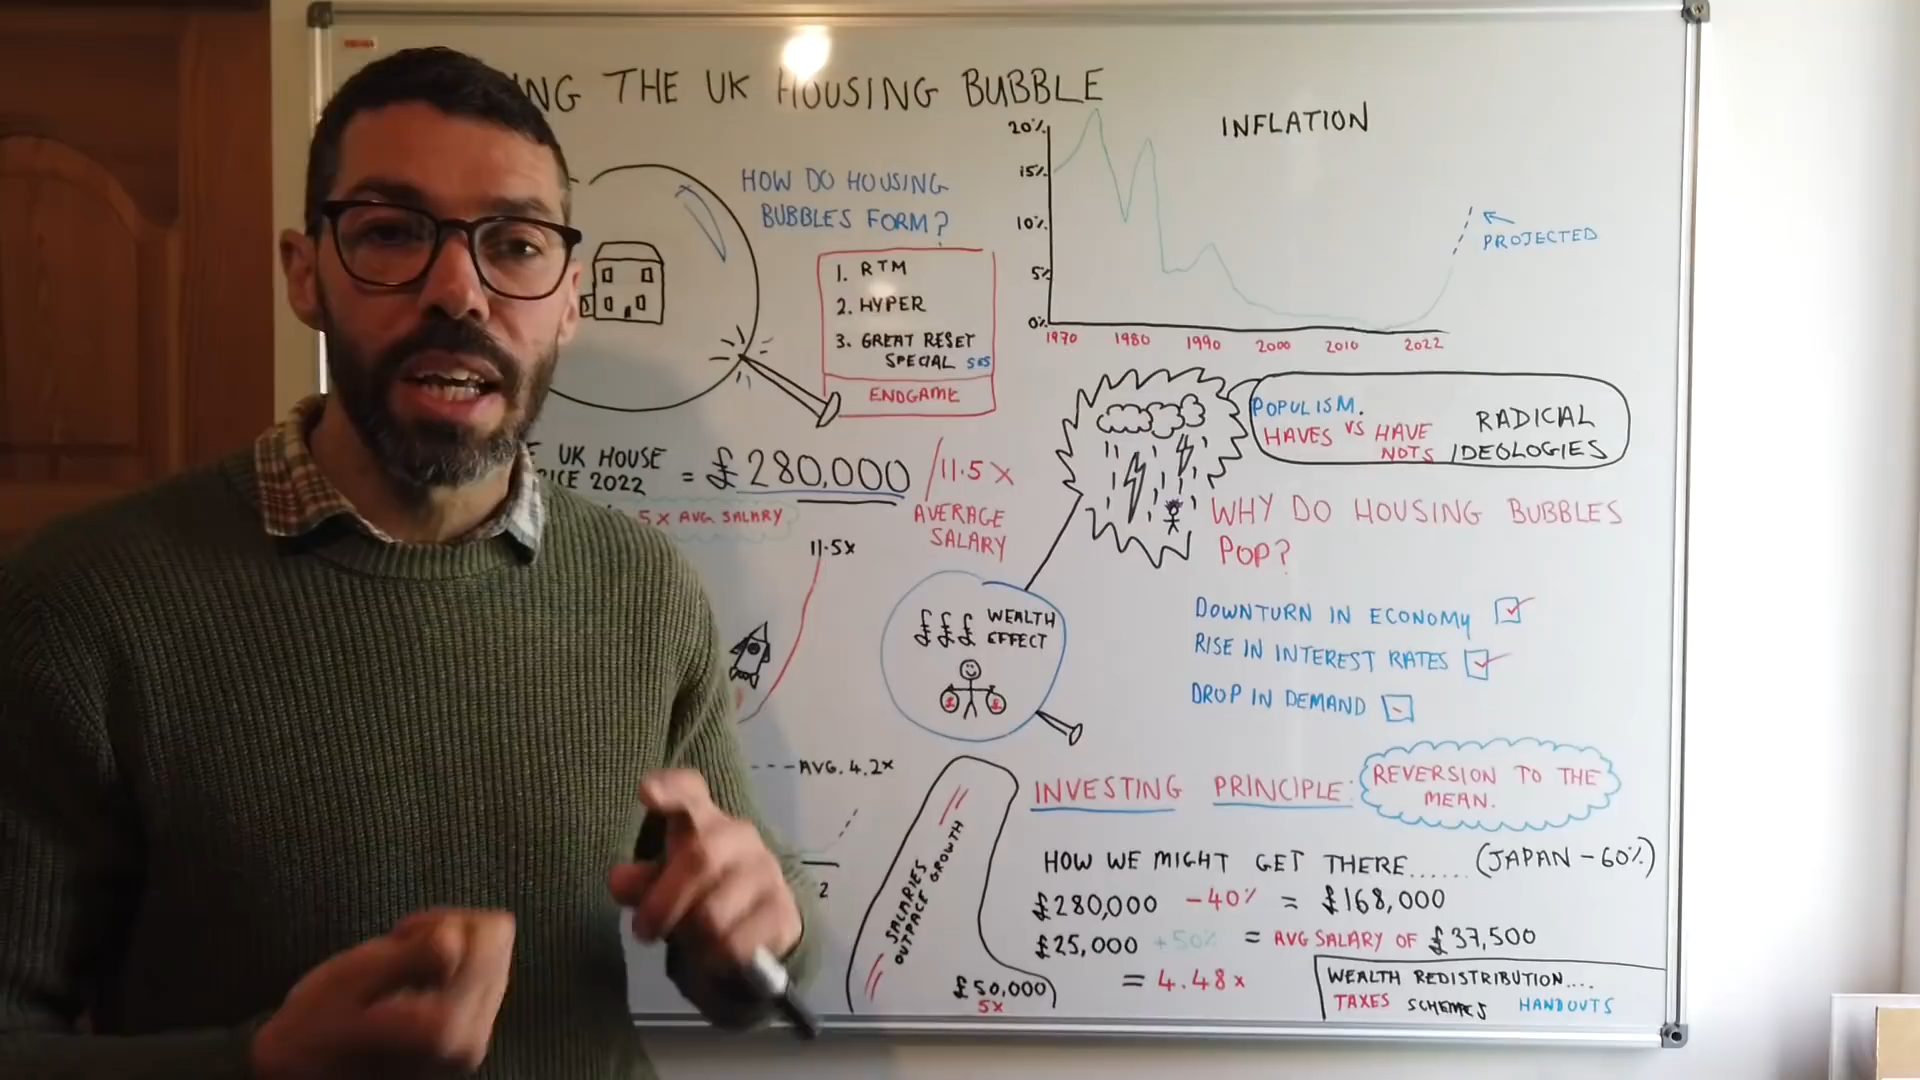 NG THE UK HOUSING BUBBLE
HOW DO HOUSING
BUBBLES FORM?
1. RTM
2. HYPER
3. GREAT RESET
SPECIAL
ENDGAME
INFLATION
20%
15%
10%
5%
0%
1970 1980 1990 2000 2010 2022
PROJECTED
UK HOUSE
ICE 2022
= £280,000 / 11.5X
AVERAGE
SALARY
5X AVG. SALARY
11.5X
AVG. 4.2X
2
POPULISM.
HAVES VS HAVE
NOTS
RADICAL
IDEOLOGIES
WHY DO HOUSING BUBBLES
POP?
£££ WEALTH
EFFECT
£ £
DOWNTURN IN ECONOMY
RISE IN INTEREST RATES
DROP IN DEMAND
INVESTING PRINCIPLE:
REVERSION TO THE
MEAN.
SALARIES
OUTPACE GROWTH
£50,000
5X
HOW WE MIGHT GET THERE...... (JAPAN -60%)
£280,000 -40% = £168,000
£25,000 +50% = AVG SALARY OF £37,500
= 4.48X
WEALTH REDISTRIBUTION....
TAXES SCHEMES HANDOUTS